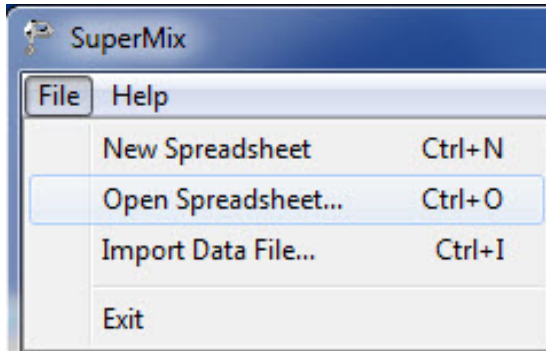 SuperMix
File Help
New Spreadsheet Ctrl+N
Open Spreadsheet... Ctrl+O
Import Data File... Ctrl+I
Exit